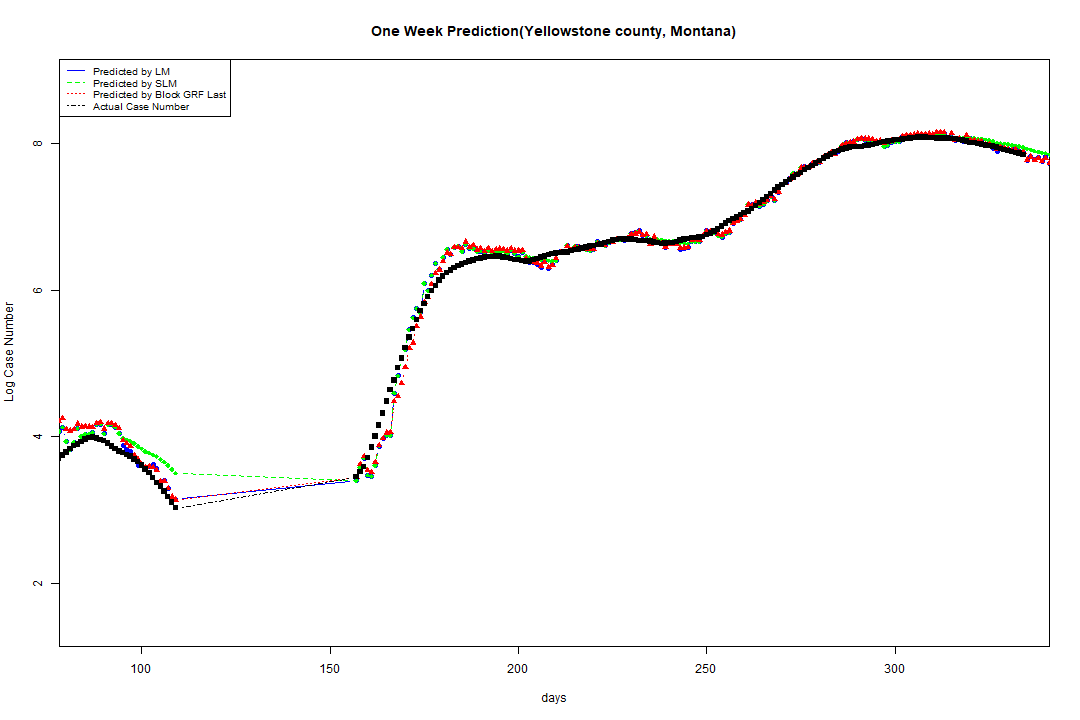 One Week Prediction(Yellowstone county, Montana)
Predicted by LM
Predicted by SLM
Predicted by Block GRF Last
Actual Case Number
Log Case Number
8
6
4
2
100
150
200
250
300
days